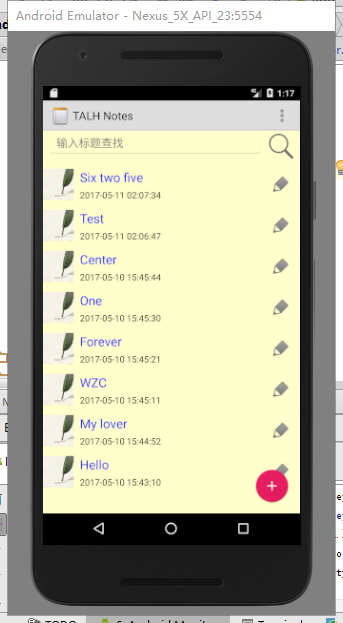 Android Emulator - Nexus_5X_API_23:5554
1:17
TALH Notes
输入标题查找
Six two five
2017-05-11 02:07:34
Test
2017-05-11 02:06:47
Center
2017-05-10 15:45:44
One
2017-05-10 15:45:30
Forever
2017-05-10 15:45:21
WZC
2017-05-10 15:45:11
My lover
2017-05-10 15:44:52
Hello
2017-05-10 15:43:10